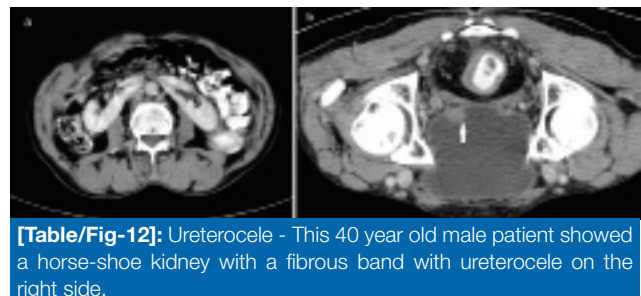 a
b
[Table/Fig-12]: Ureterocele - This 40 year old male patient showed
a horse-shoe kidney with a fibrous band with ureterocele on the
right side.